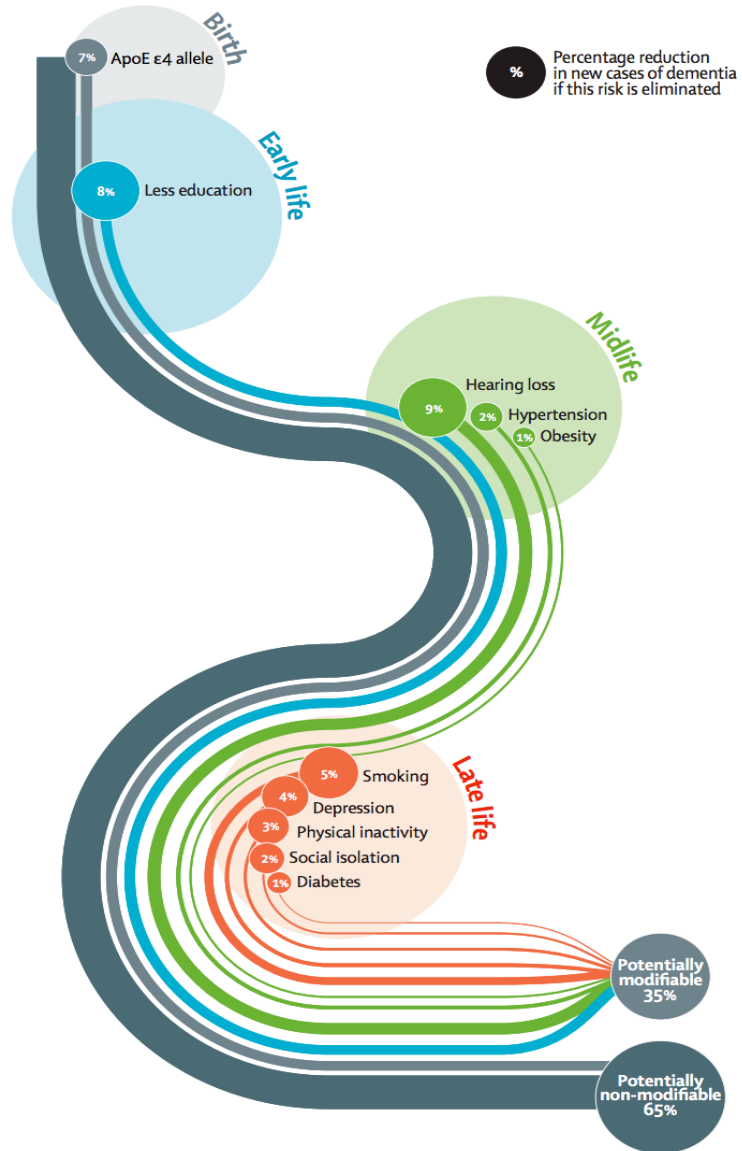 Birth
7% ApoE ε4 allele
%
Percentage reduction
in new cases of dementia
if this risk is eliminated
Early life
8% Less education
Midlife
9% Hearing loss
2% Hypertension
1% Obesity
Late life
5% Smoking
4% Depression
3% Physical inactivity
2% Social isolation
1% Diabetes
Potentially
modifiable
35%
Potentially
non-modifiable
65%